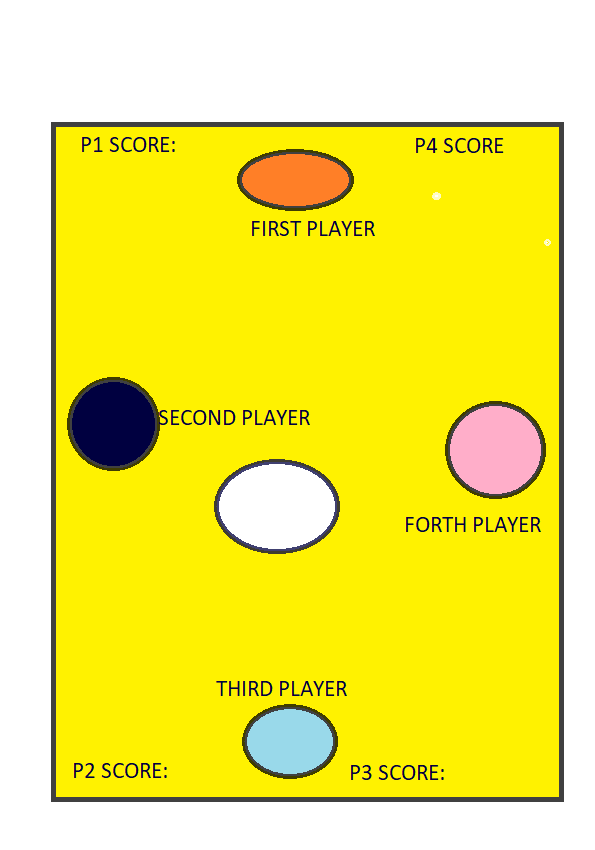 P1 SCORE:
P4 SCORE
FIRST PLAYER
SECOND PLAYER
FORTH PLAYER
THIRD PLAYER
P2 SCORE:
P3 SCORE: